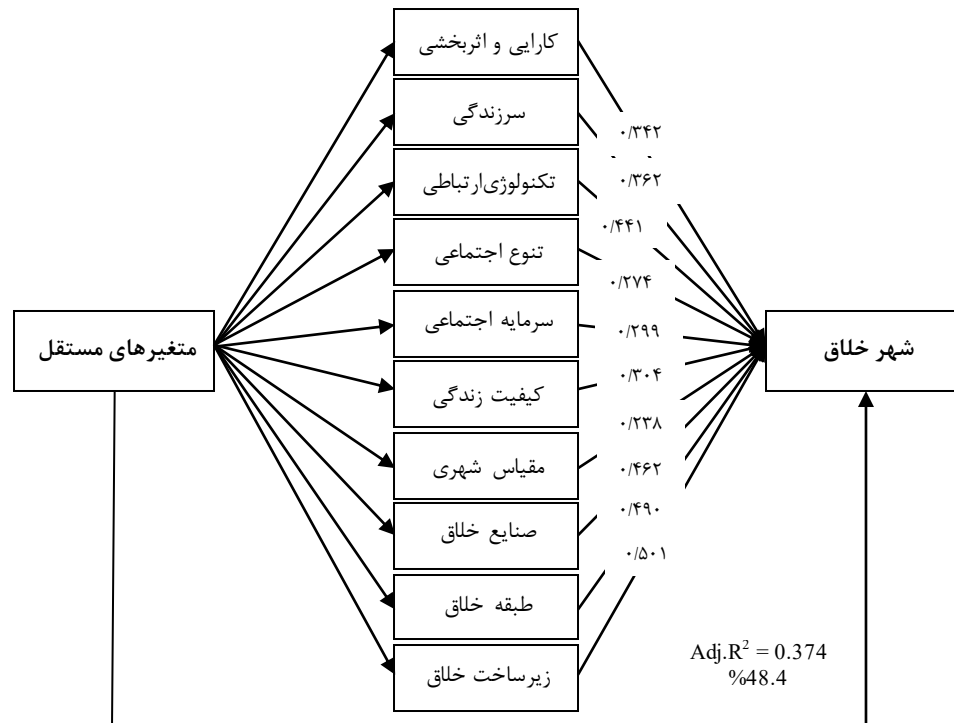 کارایی و اثربخشی
سرزندگی
تکنولوژی‌ارتباطی
تنوع اجتماعی
سرمایه اجتماعی
کیفیت زندگی
مقیاس شهری
صنایع خلاق
طبقه خلاق
زیرساخت خلاق
متغیرهای مستقل
شهر خلاق
۰/۳۴۲
۰/۳۶۲
۰/۴۴۱
۰/۲۷۴
۰/۲۹۹
۰/۳۰۴
۰/۲۳۸
۰/۴۶۲
۰/۴۹۰
۰/۵۰۱
Adj.R² = 0.374
%48.4